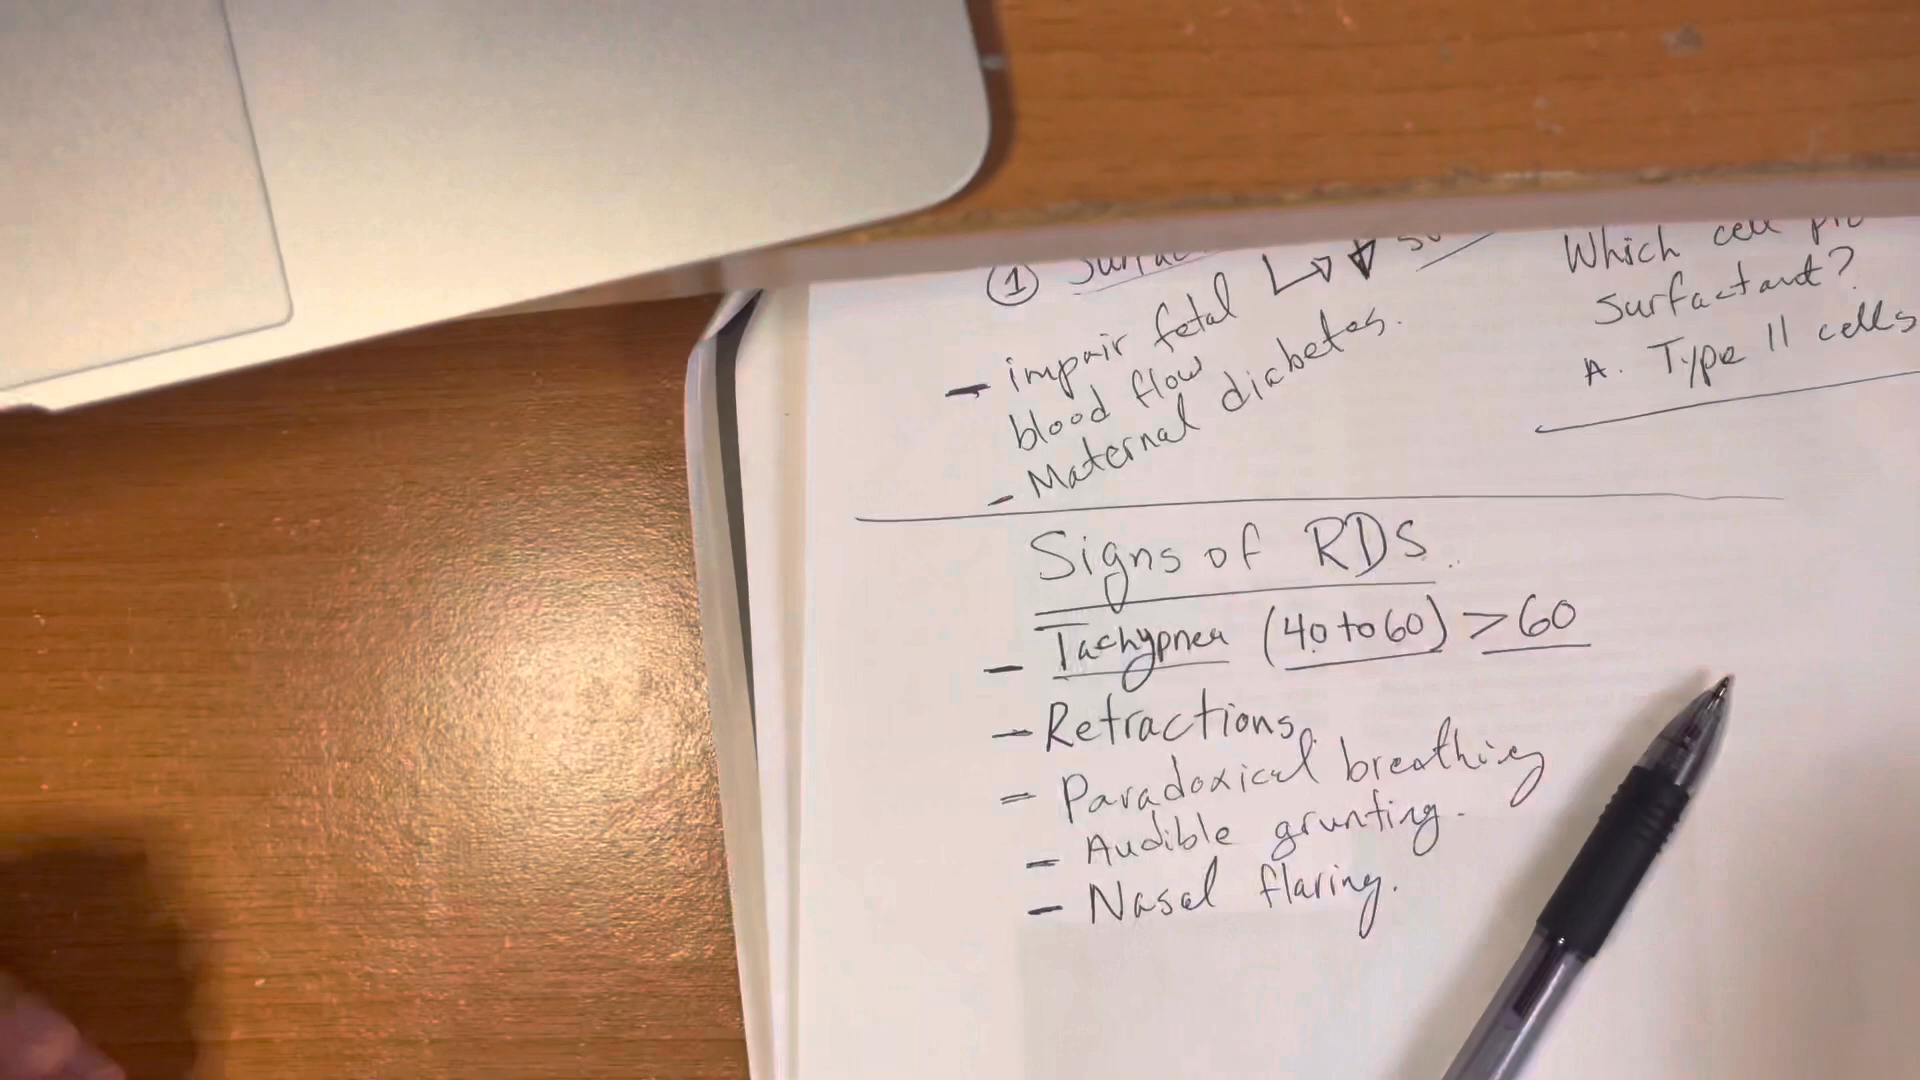 ①
- impair fetal
blood flow
- Maternal diabetes.
Which cell
Surfactant?
A. Type II cells
Signs of RDS
- Tachypnea (40 to 60) >60
- Retractions
- Paradoxical breathing
- Audible grunting.
- Nasal flaring.